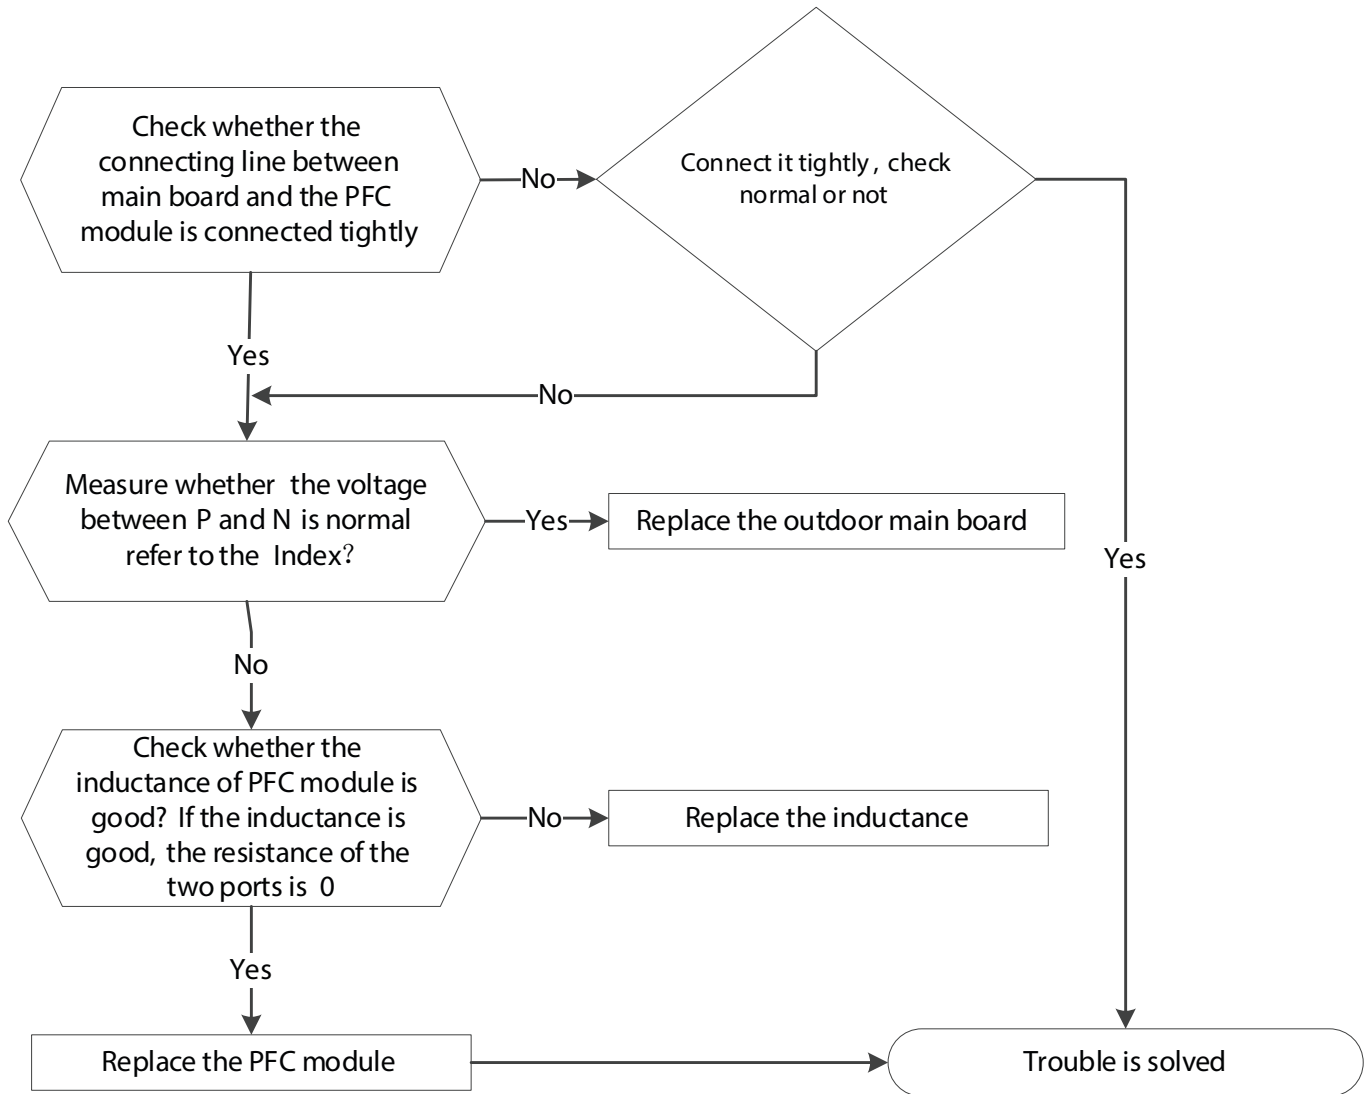 Check whether the
connecting line between
main board and the PFC
module is connected tightly
No
Connect it tightly, check
normal or not
Yes
No
Measure whether the voltage
between P and N is normal
refer to the Index?
Yes
Replace the outdoor main board
Yes
No
Check whether the
inductance of PFC module is
good? If the inductance is
good, the resistance of the
two ports is 0
No
Replace the inductance
Yes
Replace the PFC module
Trouble is solved